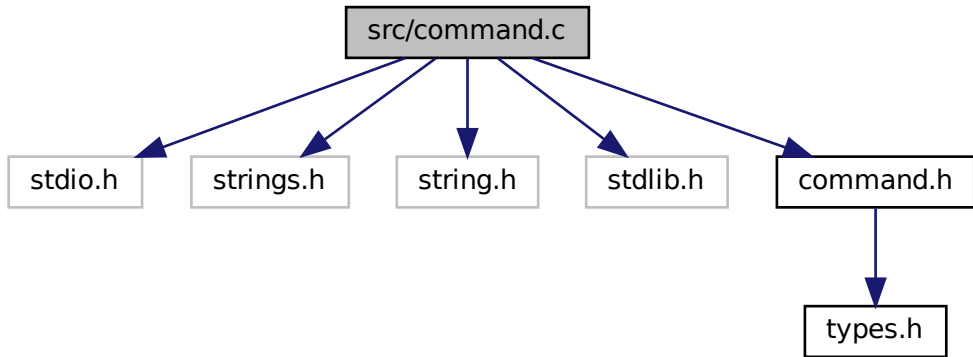 src/command.c
stdio.h
strings.h
string.h
stdlib.h
command.h
types.h